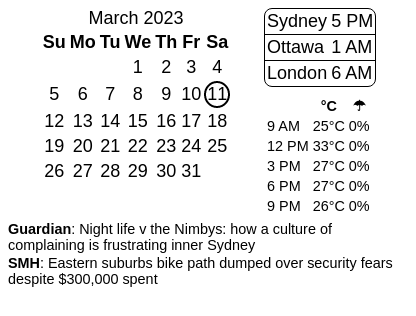 March 2023
Su Mo Tu We Th Fr Sa
1 2 3 4
5 6 7 8 9 10 11
12 13 14 15 16 17 18
19 20 21 22 23 24 25
26 27 28 29 30 31
Sydney 5 PM
Ottawa 1 AM
London 6 AM
°C ☂
9 AM 25°C 0%
12 PM 33°C 0%
3 PM 27°C 0%
6 PM 27°C 0%
9 PM 26°C 0%
Guardian: Night life v the Nimbys: how a culture of
complaining is frustrating inner Sydney
SMH: Eastern suburbs bike path dumped over security fears
despite $300,000 spent